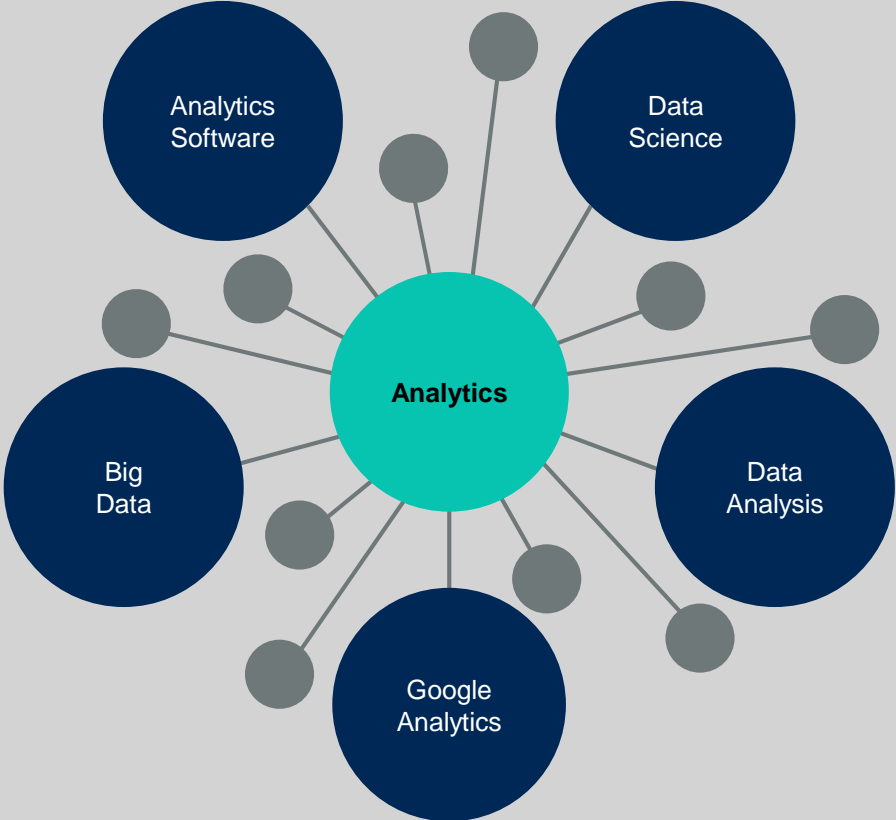 Analytics
Software
Data
Science
Analytics
Big
Data
Data
Analysis
Google
Analytics